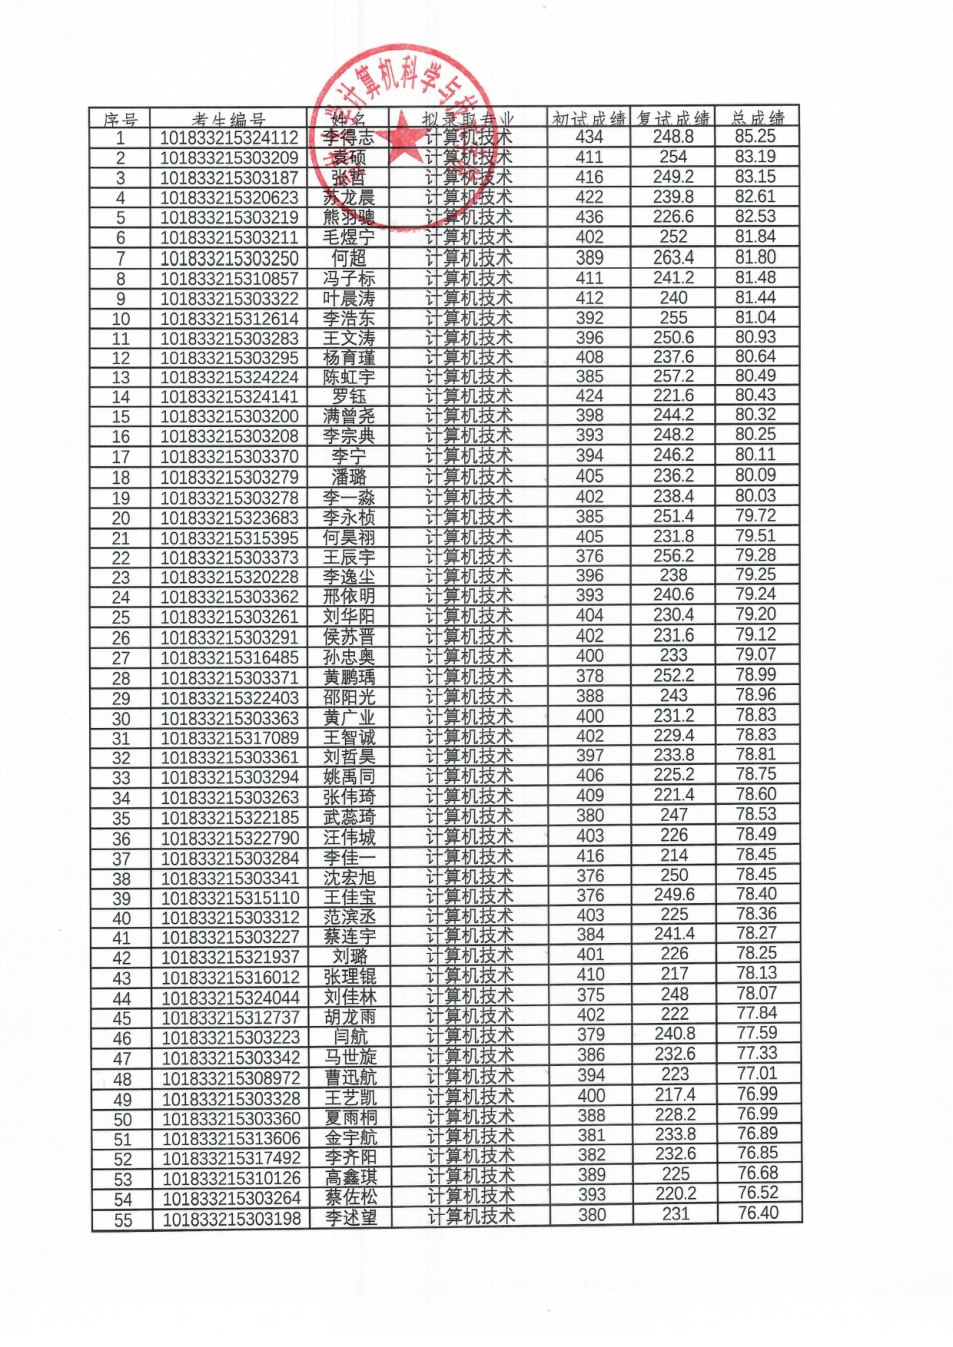 计算机科学与技术
序号 考生编号 姓名 拟录取专业 初试成绩 复试成绩 总成绩
1 101833215324112 李得志 计算机技术 434 248.8 85.25
2 101833215303209 袁硕 计算机技术 411 254 83.19
3 101833215303187 张哲 计算机技术 416 249.2 83.15
4 101833215320623 苏龙晨 计算机技术 422 239.8 82.61
5 101833215303219 熊羽骢 计算机技术 436 226.6 82.53
6 101833215303211 毛煜宁 计算机技术 402 252 81.84
7 101833215303250 何超 计算机技术 389 263.4 81.80
8 101833215310857 冯子标 计算机技术 411 241.2 81.48
9 101833215303322 叶晨涛 计算机技术 412 240 81.44
10 101833215312614 李浩东 计算机技术 392 255 81.04
11 101833215303283 王文涛 计算机技术 396 250.6 80.93
12 101833215303295 杨育瑾 计算机技术 408 237.6 80.64
13 101833215324224 陈虹宇 计算机技术 385 257.2 80.49
14 101833215324141 罗钰 计算机技术 424 221.6 80.43
15 101833215303200 满曾尧 计算机技术 398 244.2 80.32
16 101833215303208 李宗典 计算机技术 393 248.2 80.25
17 101833215303370 李宁 计算机技术 394 246.2 80.11
18 101833215303279 潘璐 计算机技术 405 236.2 80.09
19 101833215303278 李一淼 计算机技术 402 238.4 80.03
20 101833215323683 李永桢 计算机技术 385 251.4 79.72
21 101833215315395 何昊祤 计算机技术 405 231.8 79.51
22 101833215303373 王辰宇 计算机技术 376 256.2 79.28
23 101833215320228 李逸尘 计算机技术 396 238 79.25
24 101833215303362 邢依明 计算机技术 393 240.6 79.24
25 101833215303261 刘华阳 计算机技术 404 230.4 79.20
26 101833215303291 侯苏晋 计算机技术 402 231.6 79.12
27 101833215316485 孙忠奥 计算机技术 400 233 79.07
28 101833215303371 黄鹏瑀 计算机技术 378 252.2 78.99
29 101833215322403 邵阳光 计算机技术 388 243 78.96
30 101833215303363 黄广业 计算机技术 400 231.2 78.83
31 101833215317089 王智诚 计算机技术 402 229.4 78.83
32 101833215303361 刘哲昊 计算机技术 397 233.8 78.81
33 101833215303294 姚禹同 计算机技术 406 225.2 78.75
34 101833215303263 张伟琦 计算机技术 409 221.4 78.60
35 101833215322185 武蕊琦 计算机技术 380 247 78.53
36 101833215322790 汪伟城 计算机技术 403 226 78.49
37 101833215303284 李佳一 计算机技术 416 214 78.45
38 101833215303341 沈宏旭 计算机技术 376 250 78.45
39 101833215315110 王佳宝 计算机技术 376 249.6 78.40
40 101833215303312 范滨丞 计算机技术 403 225 78.36
41 101833215303227 蔡连宇 计算机技术 384 241.4 78.27
42 101833215321937 刘璐 计算机技术 401 226 78.25
43 101833215316012 张理锟 计算机技术 410 217 78.13
44 101833215324044 刘佳林 计算机技术 375 248 78.07
45 101833215312737 胡龙雨 计算机技术 402 222 77.84
46 101833215303223 闫航 计算机技术 379 240.8 77.59
47 101833215303342 马世旋 计算机技术 386 232.6 77.33
48 101833215308972 曹迅航 计算机技术 394 223 77.01
49 101833215303328 王艺凯 计算机技术 400 217.4 76.99
50 101833215303360 夏雨桐 计算机技术 388 228.2 76.99
51 101833215313606 金宇航 计算机技术 381 233.8 76.89
52 101833215317492 李齐阳 计算机技术 382 232.6 76.85
53 101833215310126 高鑫琪 计算机技术 389 225 76.68
54 101833215303264 蔡佐松 计算机技术 393 220.2 76.52
55 101833215303198 李述望 计算机技术 380 231 76.40